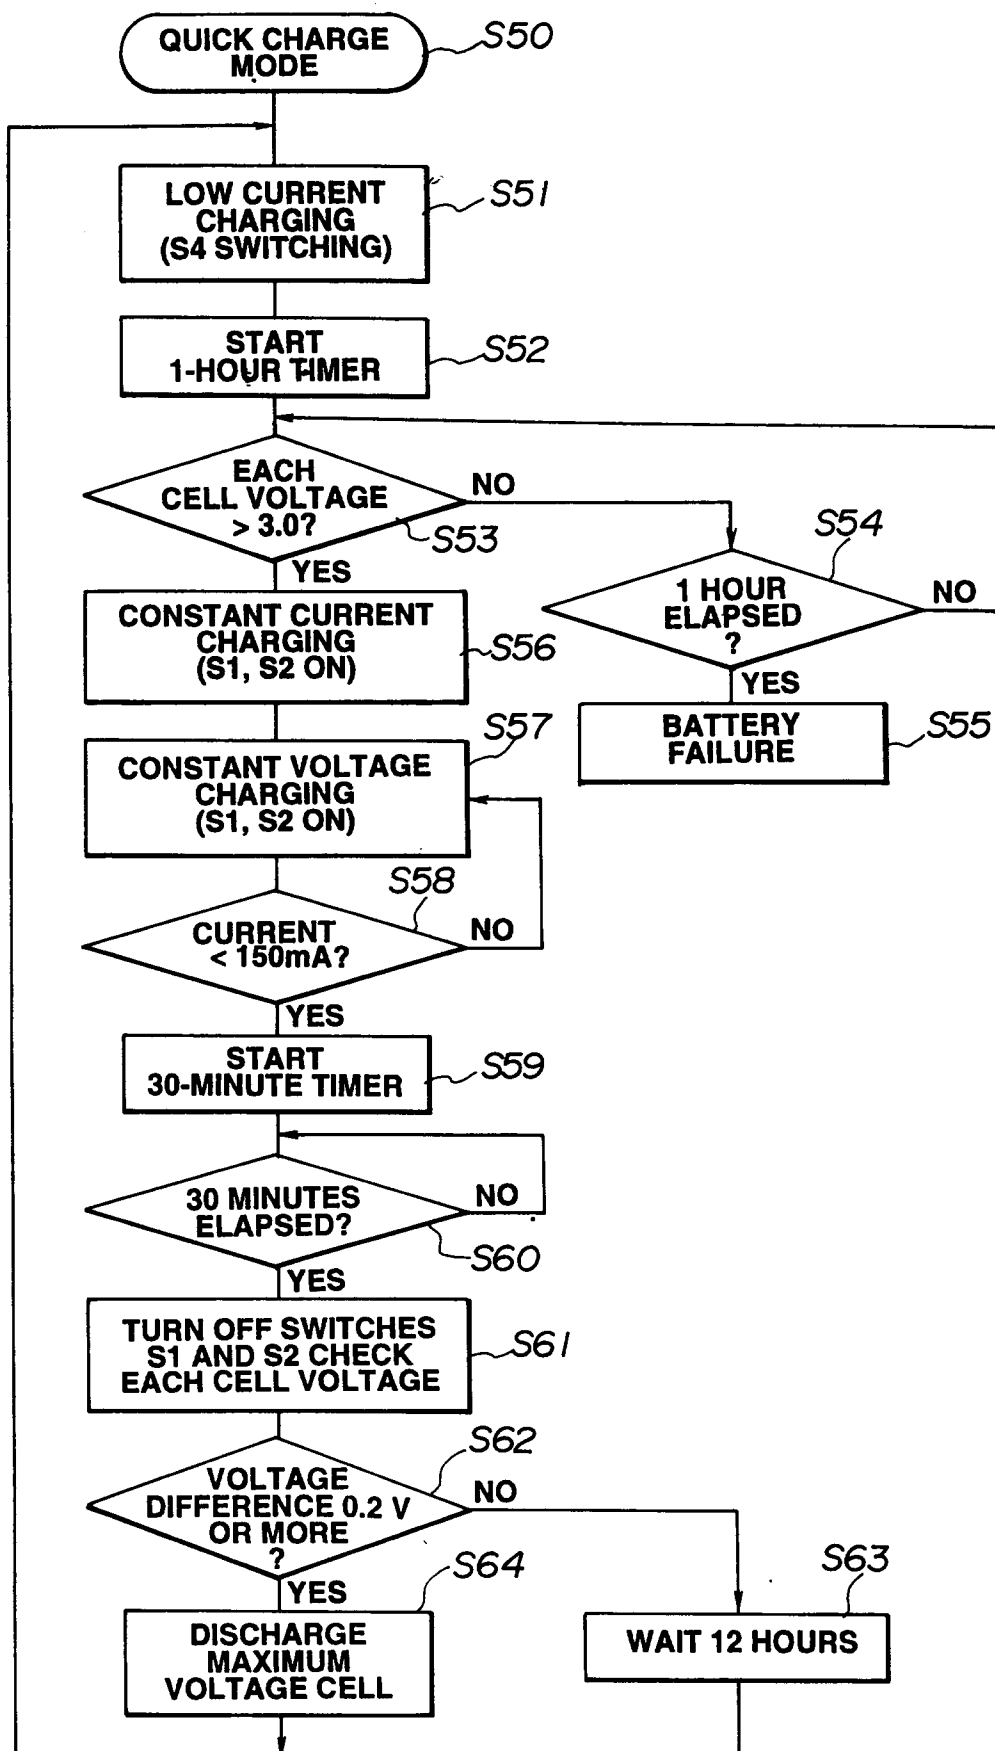 QUICK CHARGE
MODE
S50
LOW CURRENT
CHARGING
(S4 SWITCHING)
S51
START
1-HOUR TIMER
S52
EACH
CELL VOLTAGE
> 3.0?
S53
NO
YES
S54
1 HOUR
ELAPSED
?
NO
YES
CONSTANT CURRENT
CHARGING
(S1, S2 ON)
S56
BATTERY
FAILURE
S55
S57
CONSTANT VOLTAGE
CHARGING
(S1, S2 ON)
S58
CURRENT
< 150mA?
NO
YES
START
30-MINUTE TIMER
S59
30 MINUTES
ELAPSED?
NO
S60
YES
TURN OFF SWITCHES
S1 AND S2 CHECK
EACH CELL VOLTAGE
S61
S62
VOLTAGE
DIFFERENCE 0.2 V
OR MORE
?
NO
YES
S64
DISCHARGE
MAXIMUM
VOLTAGE CELL
S63
WAIT 12 HOURS